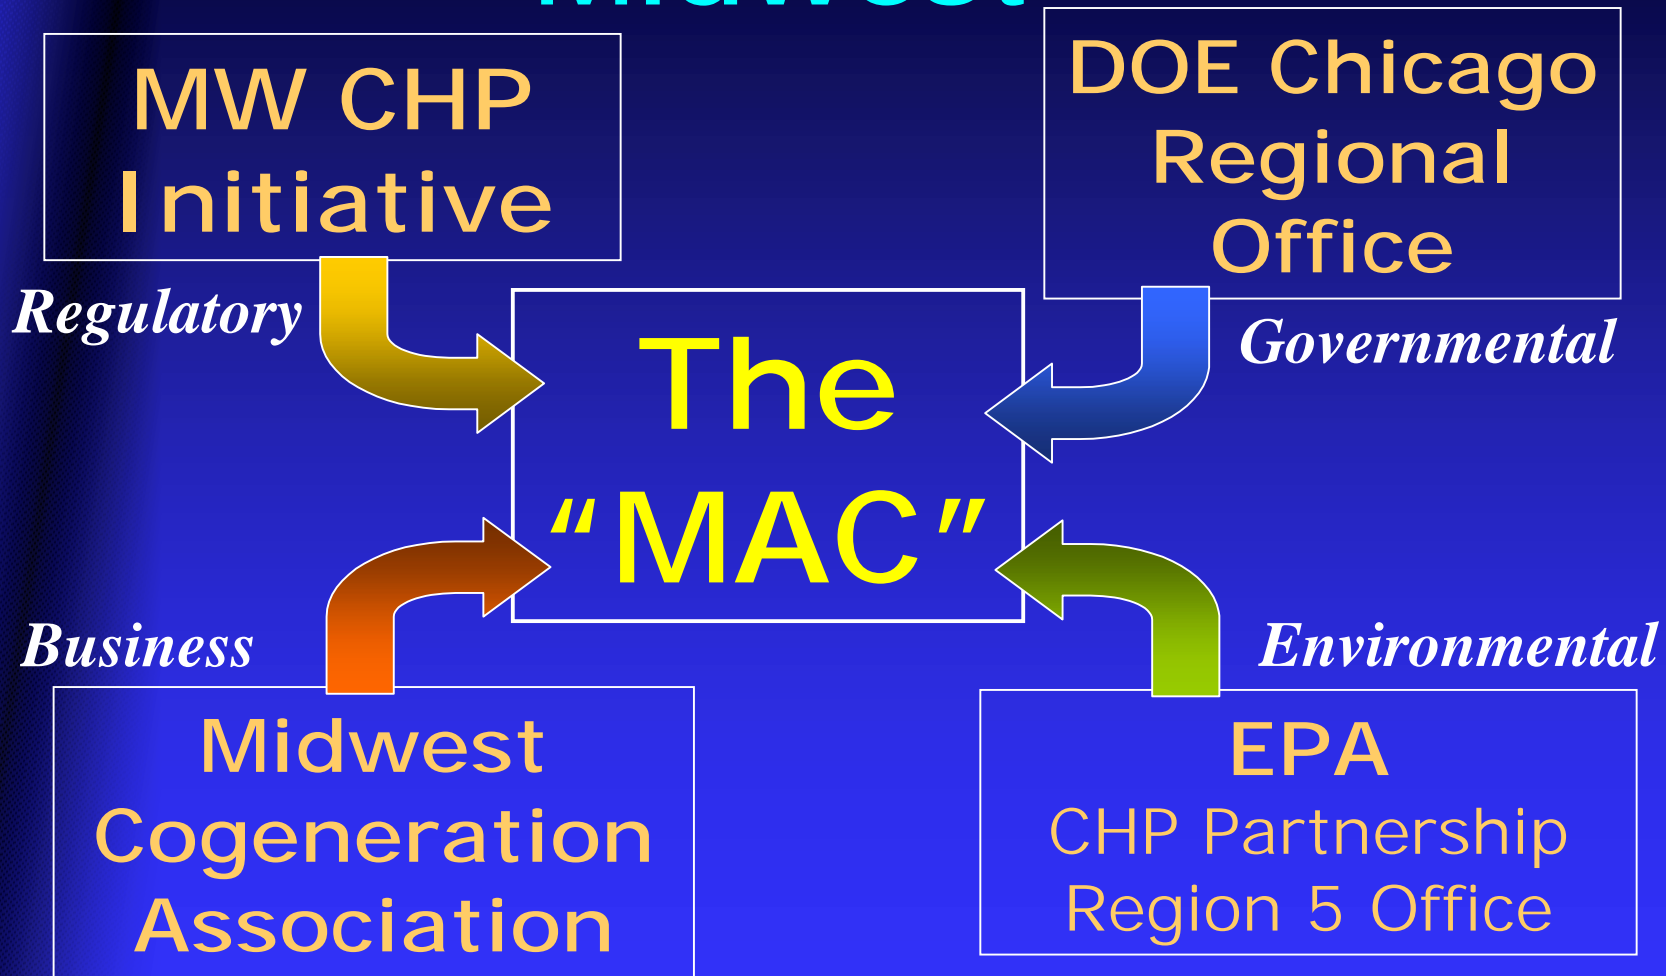 Midwest
MW CHP
Initiative
DOE Chicago
Regional
Office
Regulatory
Governmental
The
“MAC”
Business
Environmental
Midwest
Cogeneration
Association
EPA
CHP Partnership
Region 5 Office